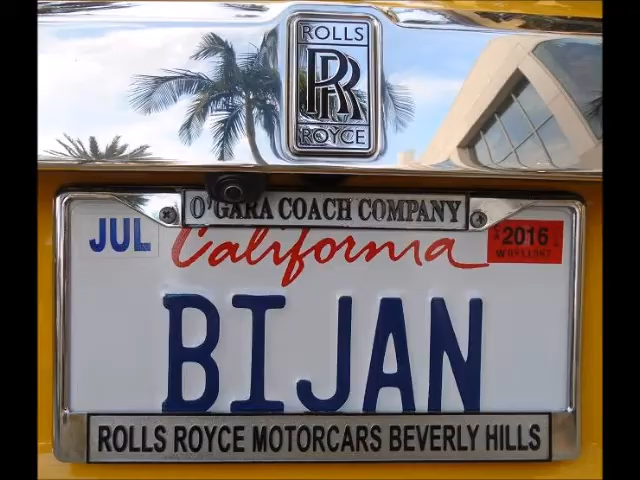 ROLLS
RR
ROYCE
O'GARA COACH COMPANY
JUL
California
2016
BIJAN
ROLLS ROYCE MOTORCARS BEVERLY HILLS